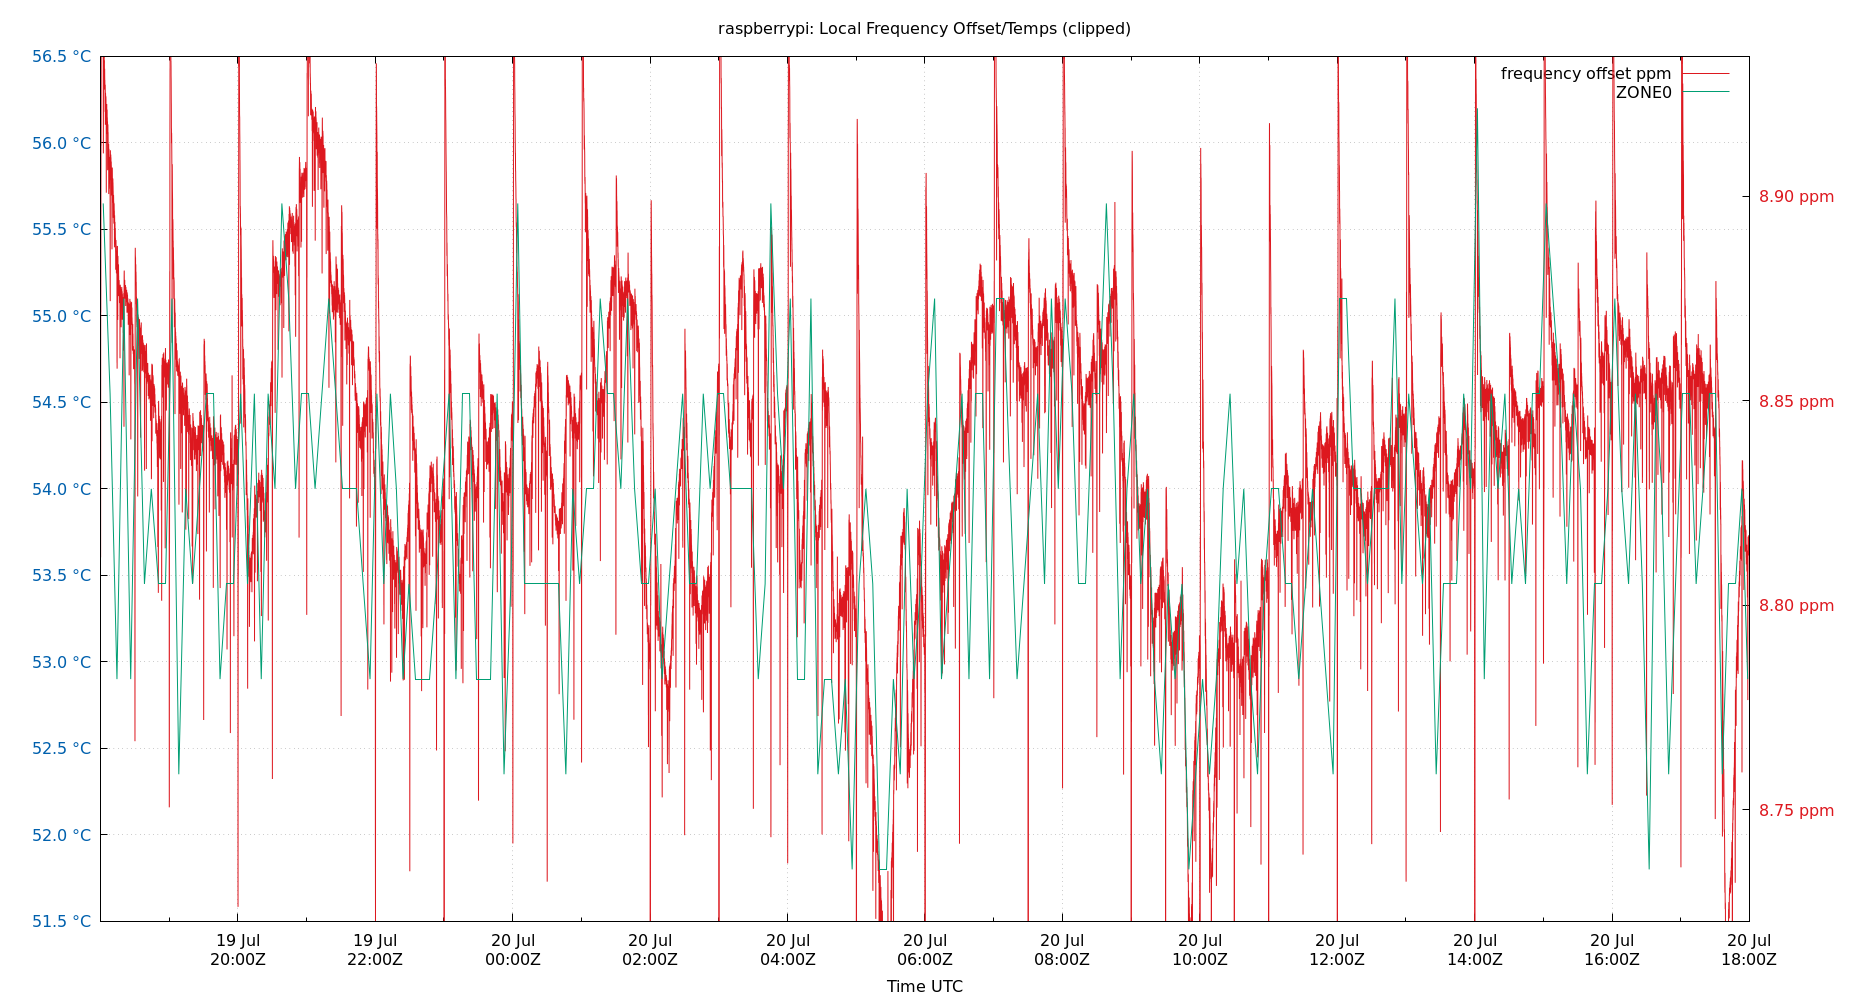 raspberrypi: Local Frequency Offset/Temps (clipped)
frequency offset ppm
ZONE0
56.5 °C
56.0 °C
55.5 °C
55.0 °C
54.5 °C
54.0 °C
53.5 °C
53.0 °C
52.5 °C
52.0 °C
51.5 °C
8.90 ppm
8.85 ppm
8.80 ppm
8.75 ppm
19 Jul 19 Jul 20 Jul 20 Jul 20 Jul 20 Jul 20 Jul 20 Jul 20 Jul 20 Jul 20 Jul 20 Jul
20:00Z 22:00Z 00:00Z 02:00Z 04:00Z 06:00Z 08:00Z 10:00Z 12:00Z 14:00Z 16:00Z 18:00Z
Time UTC